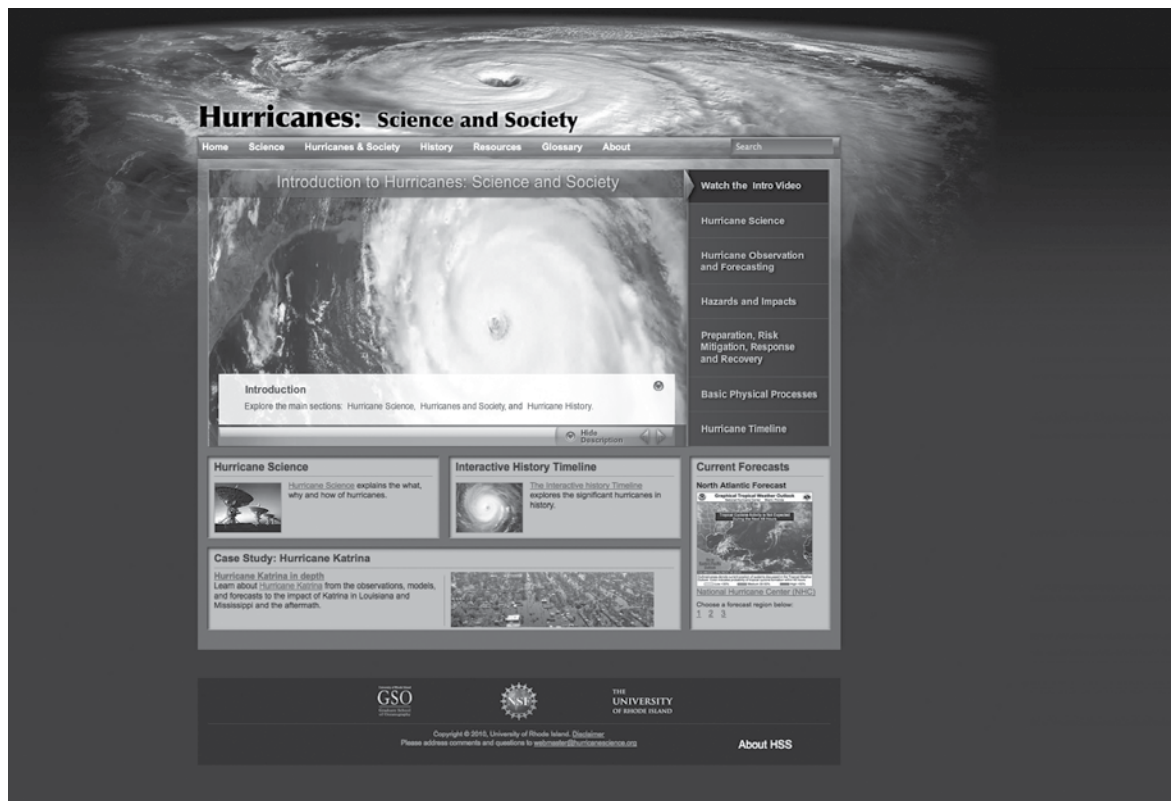 Hurricanes: Science and Society
Home Science Hurricanes & Society History Resources Glossary About Search
Introduction to Hurricanes: Science and Society
Watch the Intro Video
Hurricane Science
Hurricane Observation
and Forecasting
Hazards and Impacts
Preparation, Risk
Mitigation, Response
and Recovery
Basic Physical Processes
Hurricane Timeline
Introduction
Explore the main sections: Hurricane Science, Hurricanes and Society, and Hurricane History.
Hide
Description
Hurricane Science
Hurricane Science explains the what,
why and how of hurricanes.
Interactive History Timeline
The Interactive history Timeline
explores the significant hurricanes in
history.
Current Forecasts
North Atlantic Forecast
Graphical Tropical Weather Outlook
National Hurricane Center (NHC)
Choose a forecast region below:
1 2 3
Case Study: Hurricane Katrina
Hurricane Katrina in depth
Learn about Hurricane Katrina from the observations, models,
and forecasts to the impact of Katrina in Louisiana and
Mississippi and the aftermath.
GSO
Graduate School
of Oceanography
NSF
THE
UNIVERSITY
OF RHODE ISLAND
Copyright © 2010, University of Rhode Island. Disclaimer
Please address comments and questions to webmaster@hurricanescience.org
About HSS